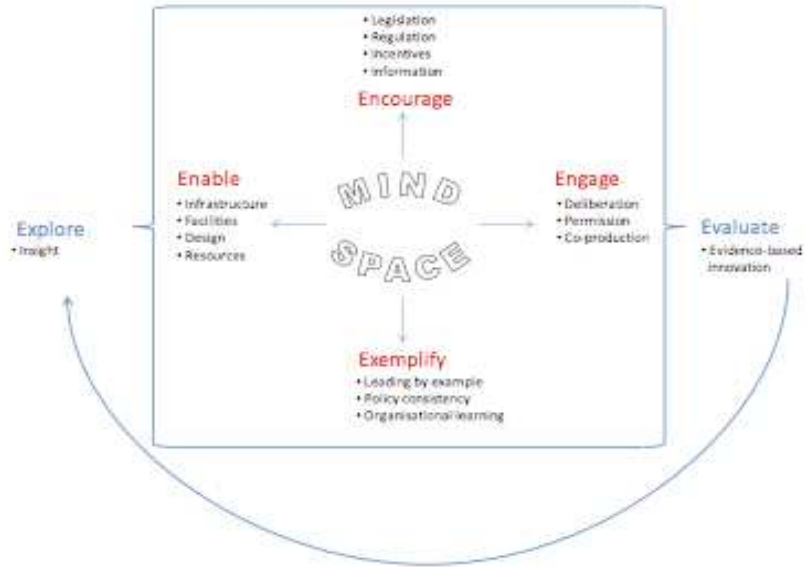 • Legislation
• Regulation
• Incentives
• Information
Encourage
Enable
• Infrastructure
• Facilities
• Design
• Resources
MIND
SPACE
Engage
• Deliberation
• Permission
• Co-production
Explore
• Insight
Evaluate
• Evidence-based
innovation
Exemplify
• Leading by example
• Policy consistency
• Organisational learning